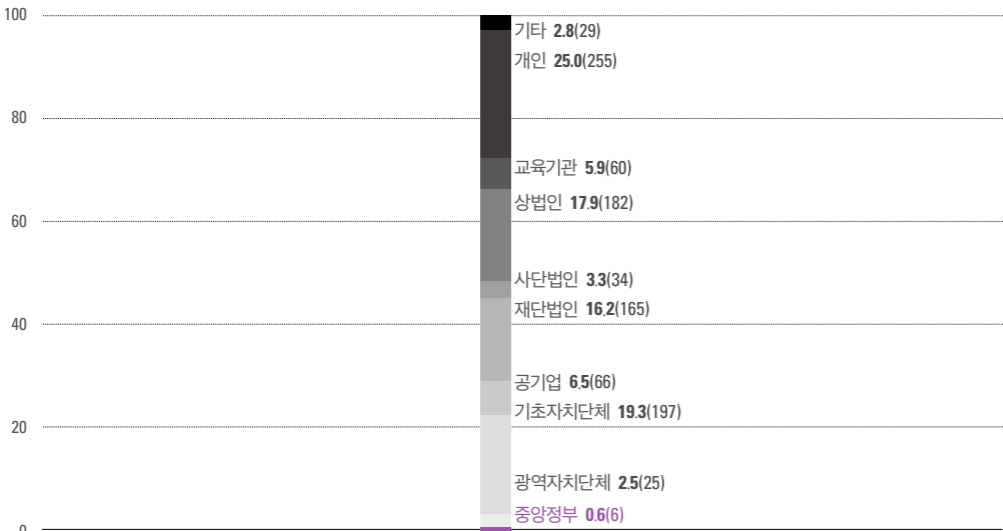 100
기타 2.8(29)
개인 25.0(255)
80
교육기관 5.9(60)
상법인 17.9(182)
60
사단법인 3.3(34)
재단법인 16.2(165)
40
공기업 6.5(66)
기초자치단체 19.3(197)
20
광역자치단체 2.5(25)
중앙정부 0.6(6)
0